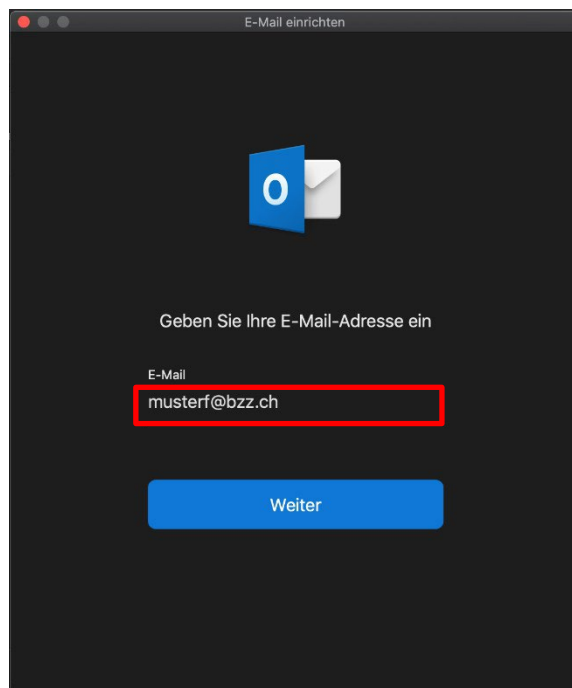 E-Mail einrichten
O
Geben Sie Ihre E-Mail-Adresse ein
E-Mail
musterf@bzz.ch
Weiter